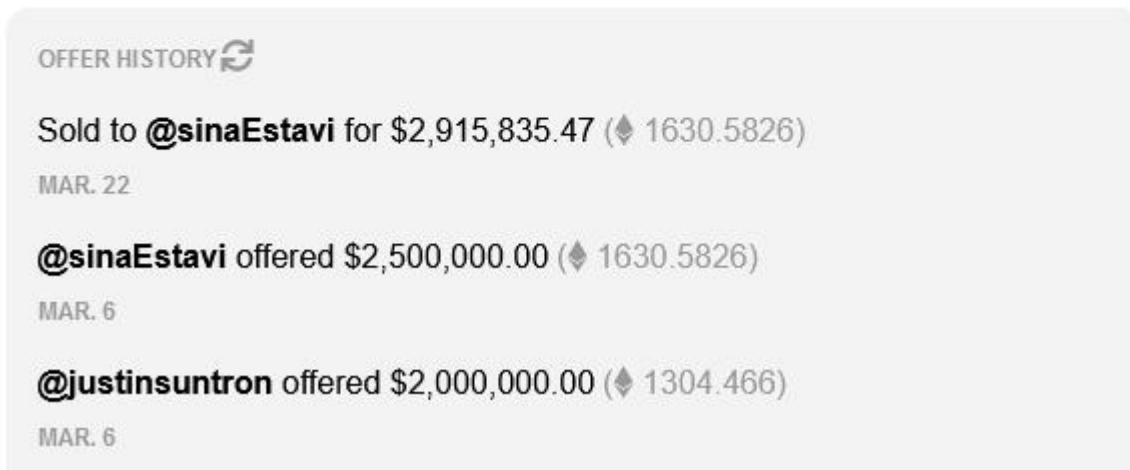 OFFER HISTORY
Sold to @sinaEstavi for $2,915,835.47 (♦ 1630.5826)
MAR. 22
@sinaEstavi offered $2,500,000.00 (♦ 1630.5826)
MAR. 6
@justinsuntron offered $2,000,000.00 (♦ 1304.466)
MAR. 6